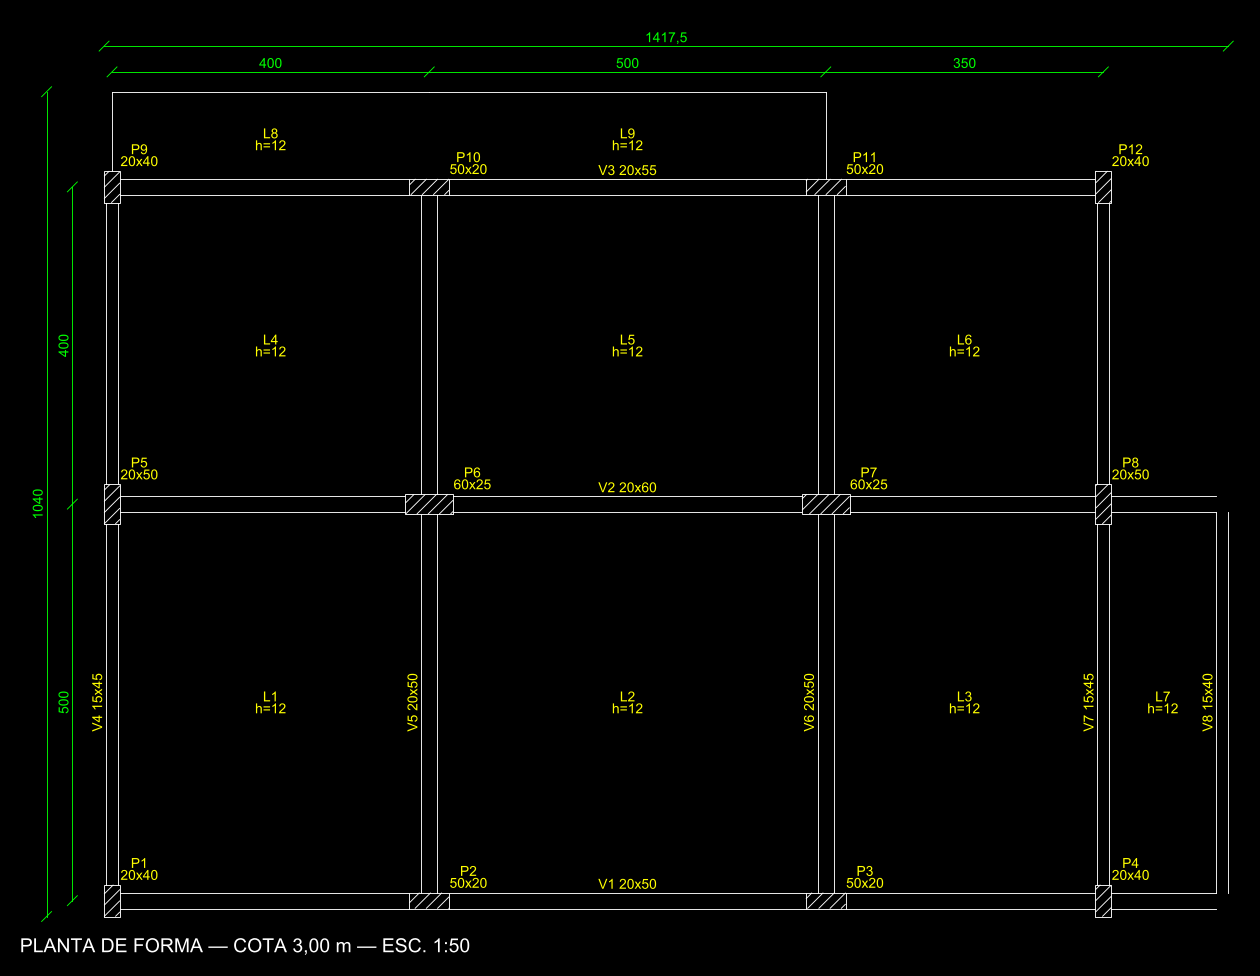 1417,5
400
500
350
L8
h=12
L9
h=12
P9
20x40
P10
50x20
V3 20x55
P11
50x20
P12
20x40
400
L4
h=12
L5
h=12
L6
h=12
1040
P5
20x50
P6
60x25
V2 20x60
P7
60x25
P8
20x50
500
V4 15x45
L1
h=12
V5 20x50
L2
h=12
V6 20x50
L3
h=12
V7 15x45
L7
h=12
V8 15x40
P1
20x40
P2
50x20
V1 20x50
P3
50x20
P4
20x40
PLANTA DE FORMA — COTA 3,00 m — ESC. 1:50